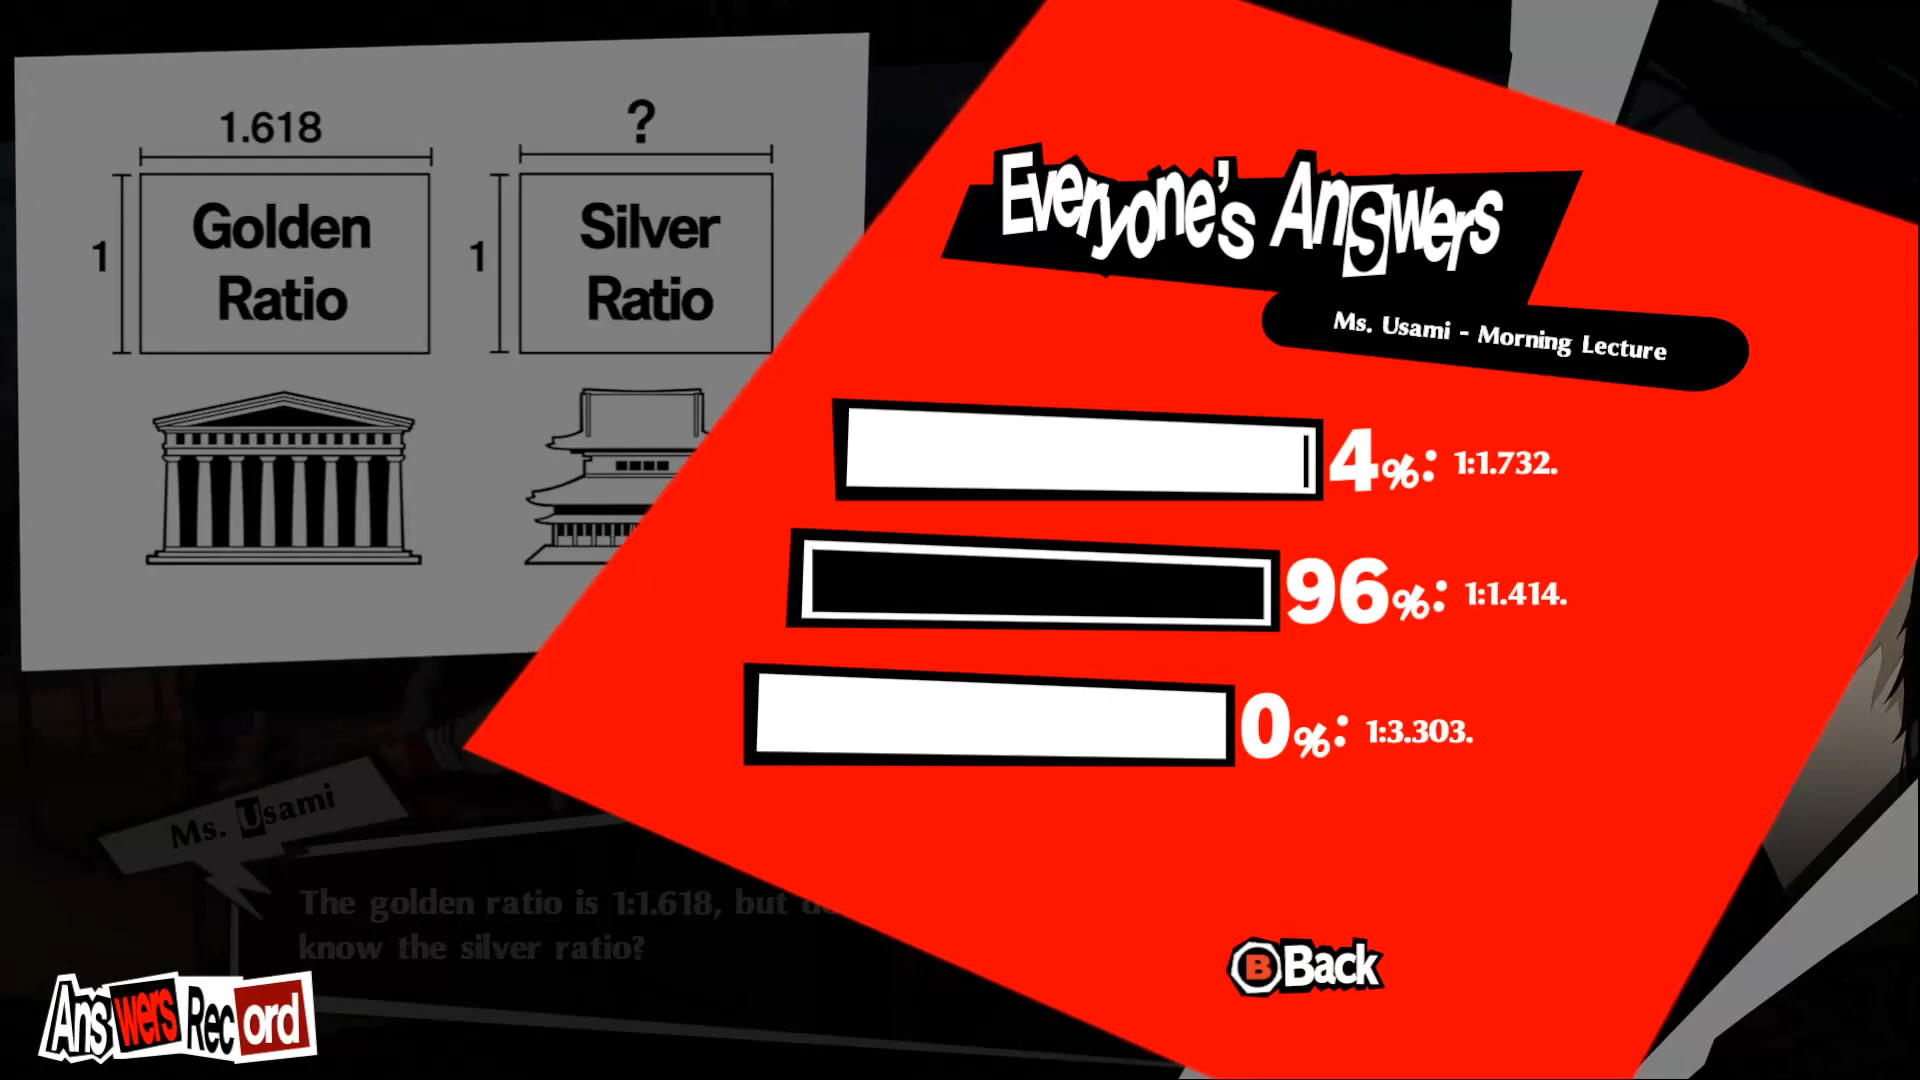 1.618
?
1
Golden
Ratio
1
Silver
Ratio
Everyone's Answers
Ms. Usami - Morning Lecture
4%: 1:1.732.
96%: 1:1.414.
0%: 1:3.303.
Ms. Usami
The golden ratio is 1:1.618, but
know the silver ratio?
B Back
Answers Record